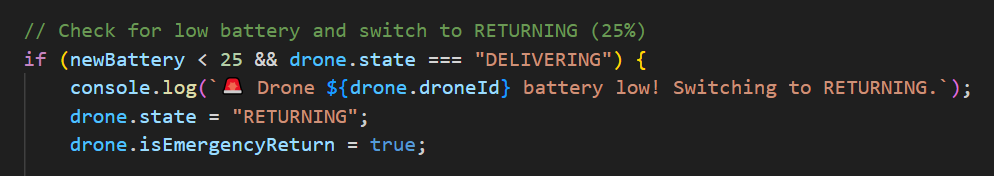 // Check for low battery and switch to RETURNING (25%)
if (newBattery < 25 && drone.state === "DELIVERING") {
    console.log(`🚨 Drone ${drone.droneId} battery low! Switching to RETURNING.`);
    drone.state = "RETURNING";
    drone.isEmergencyReturn = true;